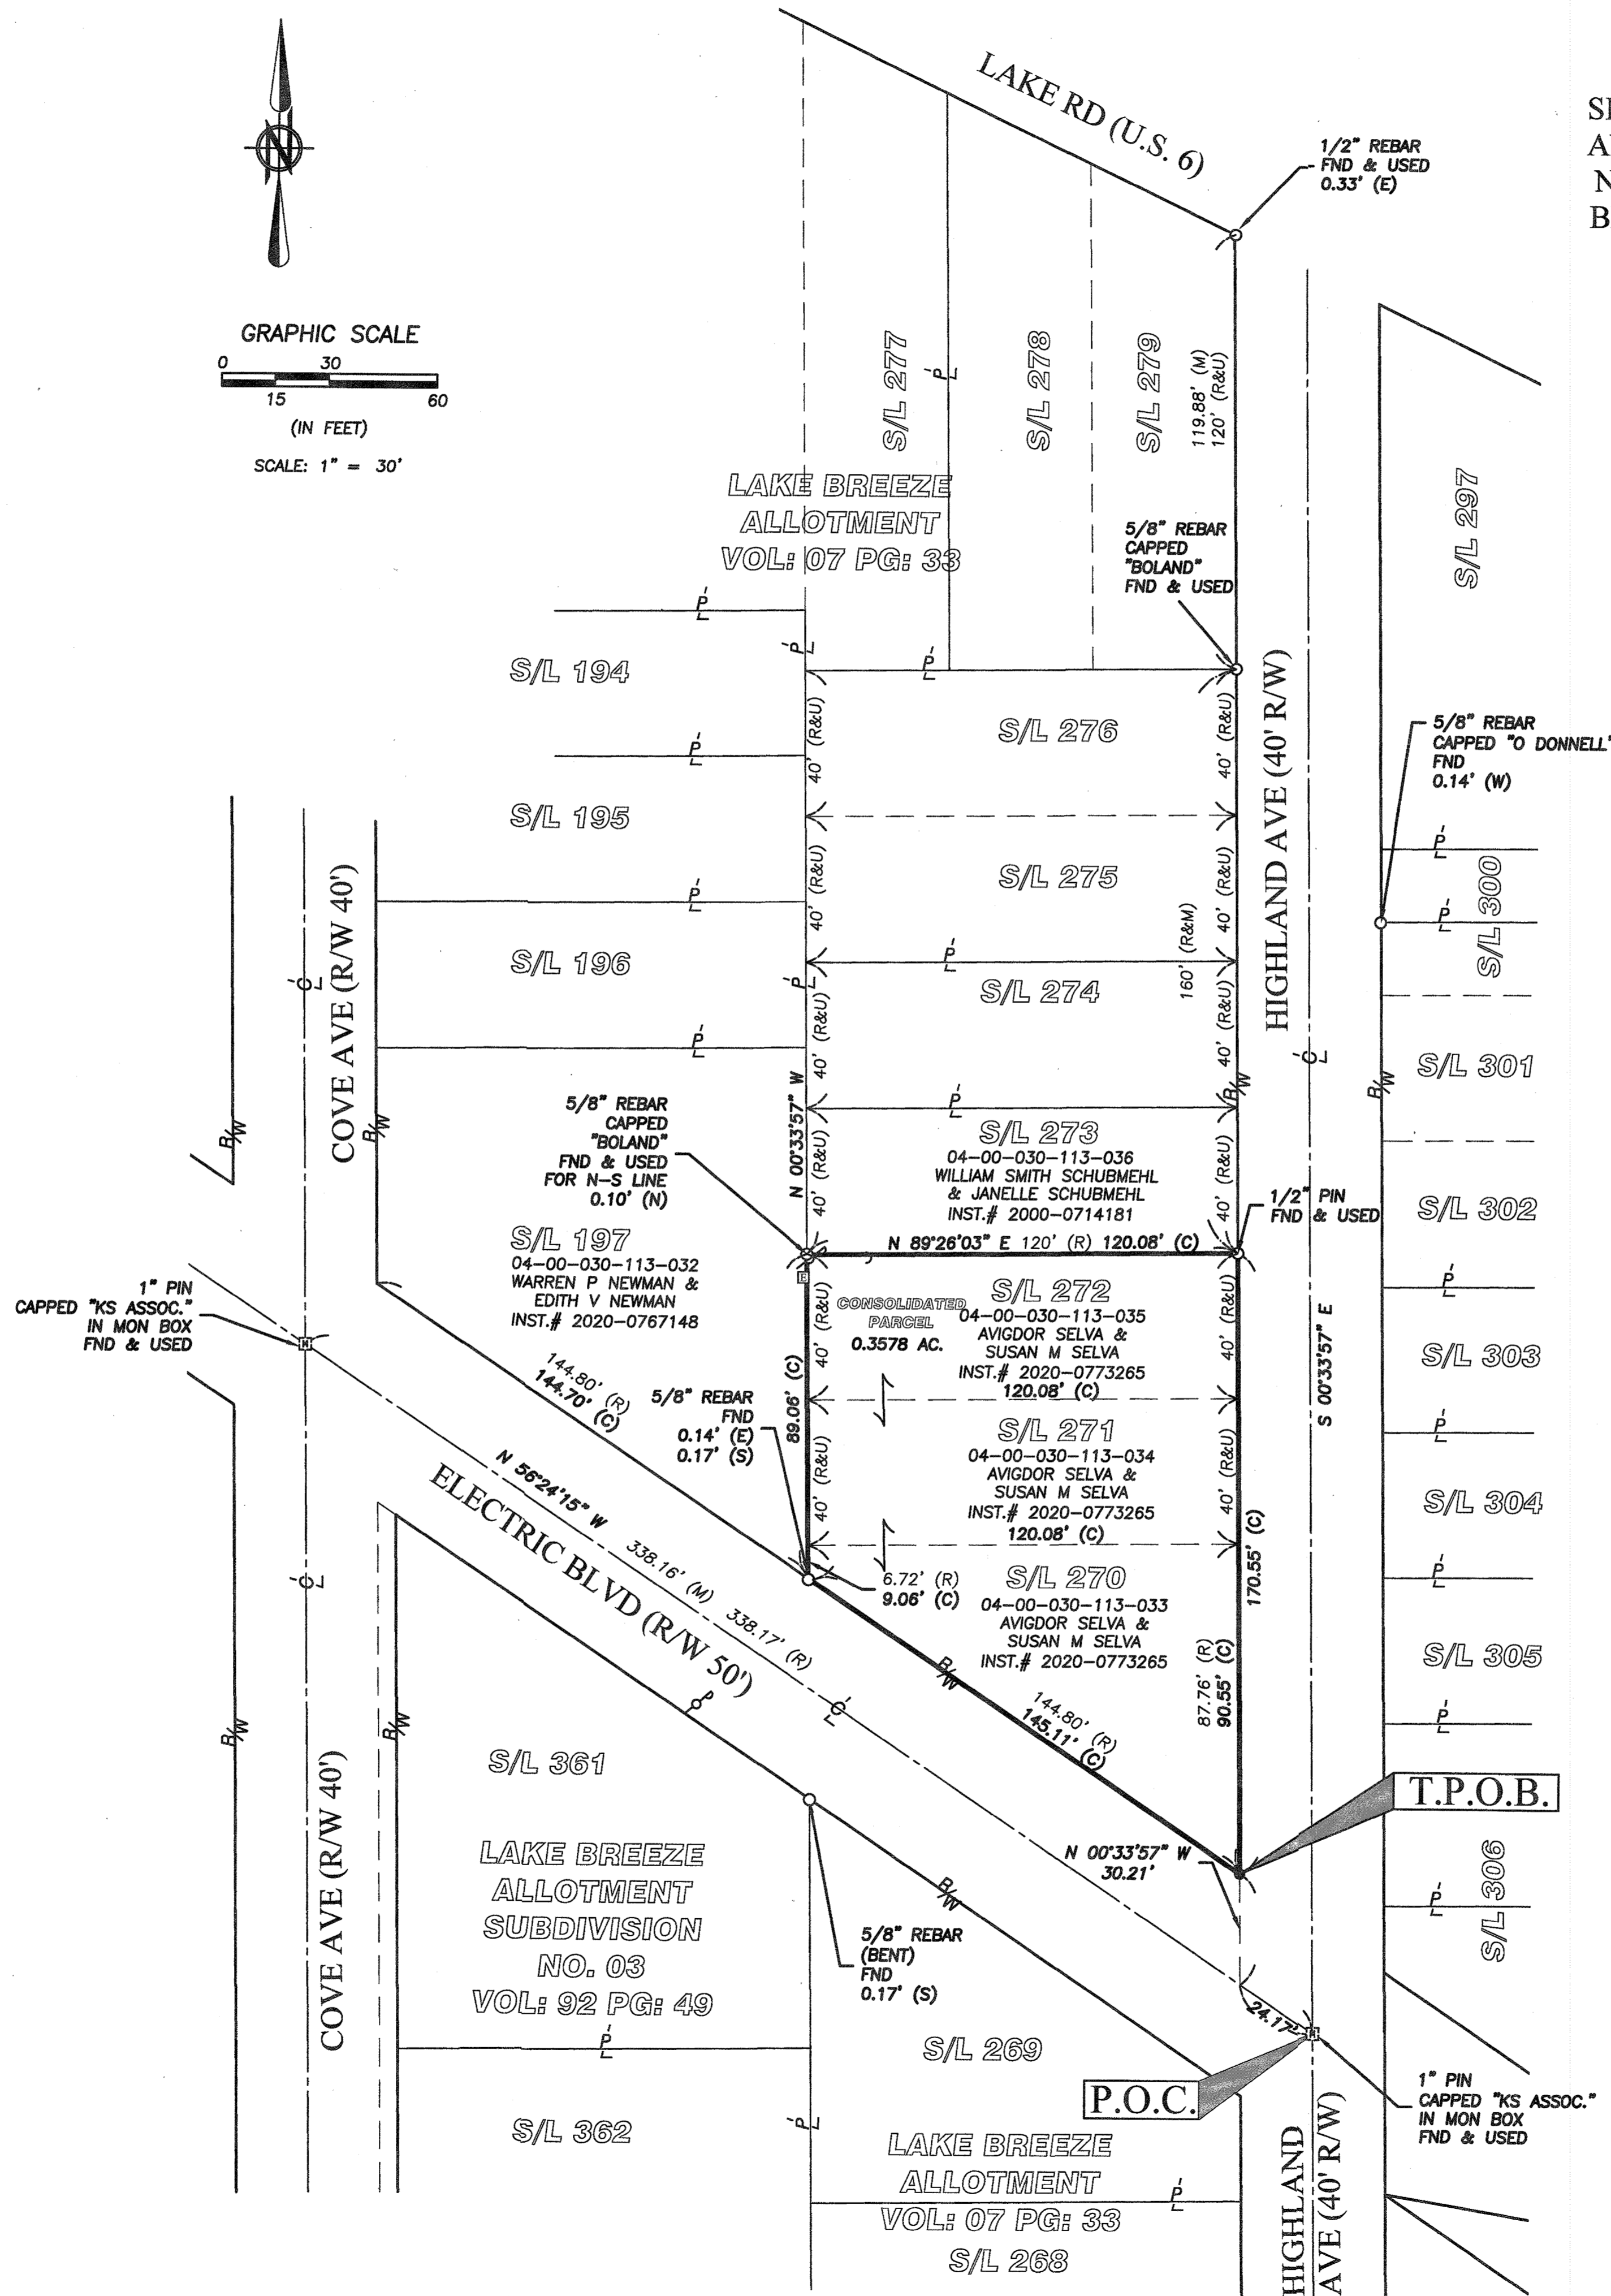 LAKE RD (U.S. 6)
1/2" REBAR
FND & USED
0.33' (E)
N
GRAPHIC SCALE
0 30
15 60
(IN FEET)
SCALE: 1" = 30'
S/L 277
S/L 278
S/L 279
119.88' (M)
120' (R&U)
S/L 297
LAKE BREEZE
ALLOTMENT
VOL: 07 PG: 33
5/8" REBAR
CAPPED
"BOLAND"
FND & USED
S/L 194
S/L 195
S/L 196
S/L 276
S/L 275
S/L 274
40' (R&U)
40' (R&U)
40' (R&U)
40' (R&U)
40' (R&U)
40' (R&U)
40' (R&U)
40' (R&U)
160' (R&M)
N 00°33'57" W
HIGHLAND AVE (40' R/W)
5/8" REBAR
CAPPED "O DONNELL"
FND
0.14' (W)
S/L 300
S/L 301
S/L 302
S/L 303
S/L 304
S/L 305
S/L 306
COVE AVE (R/W 40')
R/W
R/W
R/W
R/W
5/8" REBAR
CAPPED
"BOLAND"
FND & USED
FOR N-S LINE
0.10' (N)
S/L 273
04-00-030-113-036
WILLIAM SMITH SCHUBMEHL
& JANELLE SCHUBMEHL
INST.# 2000-0714181
1/2" PIN
FND & USED
N 89°26'03" E 120' (R) 120.08' (C)
S/L 197
04-00-030-113-032
WARREN P NEWMAN &
EDITH V NEWMAN
INST.# 2020-0767148
1" PIN
CAPPED "KS ASSOC."
IN MON BOX
FND & USED
E
CONSOLIDATED
PARCEL
0.3578 AC.
S/L 272
04-00-030-113-035
AVIGDOR SELVA &
SUSAN M SELVA
INST.# 2020-0773265
120.08' (C)
40' (R&U)
40' (R&U)
S 00°33'57" E
144.80' (R)
144.70' (C)
89.06' (C)
5/8" REBAR
FND
0.14' (E)
0.17' (S)
S/L 271
04-00-030-113-034
AVIGDOR SELVA &
SUSAN M SELVA
INST.# 2020-0773265
120.08' (C)
40' (R&U)
40' (R&U)
170.55' (C)
N 56°24'15" W 338.16' (M) 338.17' (R)
ELECTRIC BLVD (R/W 50')
6.72' (R)
9.06' (C)
S/L 270
04-00-030-113-033
AVIGDOR SELVA &
SUSAN M SELVA
INST.# 2020-0773265
87.76' (R)
90.55' (C)
R/W
144.80' (R)
145.11' (C)
R/W
R/W
COVE AVE (R/W 40')
S/L 361
T.P.O.B.
LAKE BREEZE
ALLOTMENT
SUBDIVISION
NO. 03
VOL: 92 PG: 49
N 00°33'57" W
30.21'
R/W
5/8" REBAR
(BENT)
FND
0.17' (S)
24.17'
S/L 269
P.O.C.
1" PIN
CAPPED "KS ASSOC."
IN MON BOX
FND & USED
S/L 362
LAKE BREEZE
ALLOTMENT
VOL: 07 PG: 33
S/L 268
HIGHLAND
AVE (40' R/W)